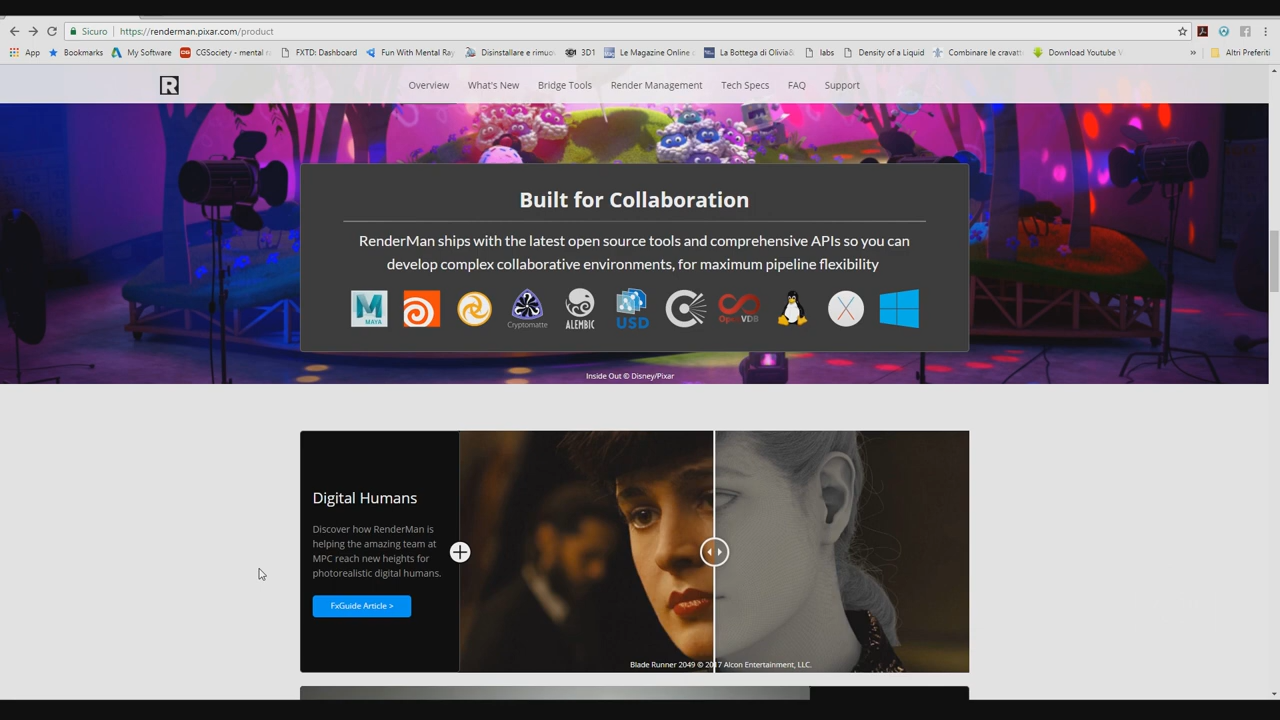 Sicuro
https://renderman.pixar.com/product
App
Bookmarks
My Software
CGSociety - mental r
FXTD: Dashboard
Fun With Mental Ray
Disinstallare e rimuo
3D1
Le Magazine Online
La Bottega di Olivia&
labs
Density of a Liquid
Combinare le cravatt
Download Youtube V
»
Altri Preferiti
R
Overview
What's New
Bridge Tools
Render Management
Tech Specs
FAQ
Support
Built for Collaboration
RenderMan ships with the latest open source tools and comprehensive APIs so you can
develop complex collaborative environments, for maximum pipeline flexibility
MAYA
Cryptomatte
ALEMBIC
USD
OpenVDB
Inside Out © Disney/Pixar
Digital Humans
Discover how RenderMan is
helping the amazing team at
MPC reach new heights for
photorealistic digital humans.
FxGuide Article >
Blade Runner 2049 © 2017 Alcon Entertainment, LLC.